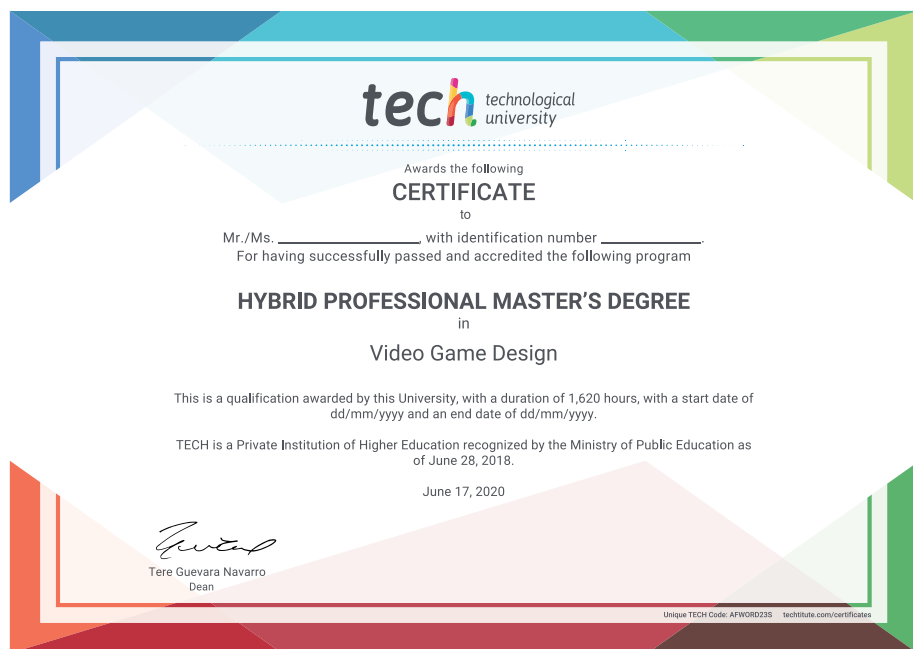 tech technological
university
Awards the following
CERTIFICATE
to
Mr./Ms. ____________________, with identification number ______________.
For having successfully passed and accredited the following program
HYBRID PROFESSIONAL MASTER'S DEGREE
in
Video Game Design
This is a qualification awarded by this University, with a duration of 1,620 hours, with a start date of
dd/mm/yyyy and an end date of dd/mm/yyyy.
TECH is a Private Institution of Higher Education recognized by the Ministry of Public Education as
of June 28, 2018.
June 17, 2020
Tere Guevara Navarro
Dean
Unique TECH Code: AFWORD23S techtitute.com/certificates